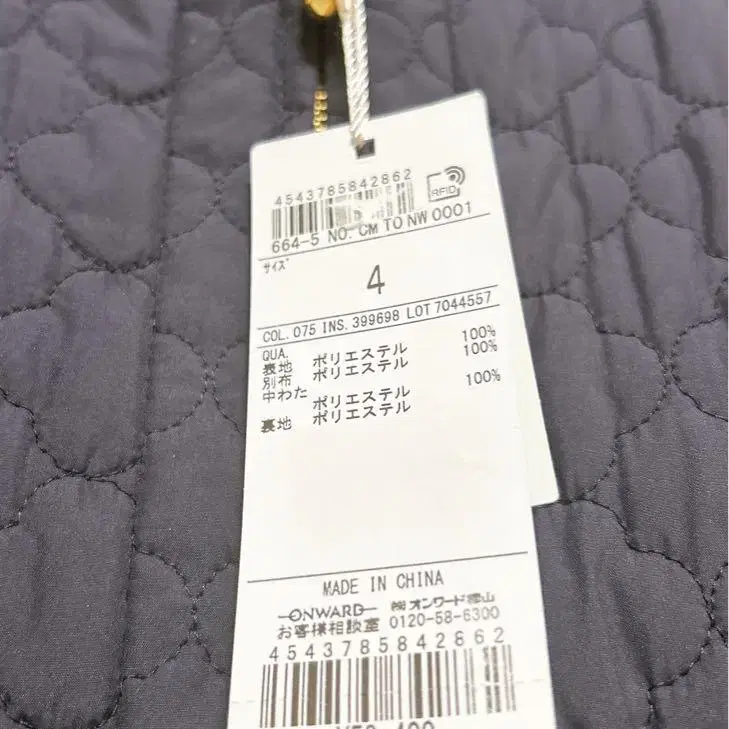 4543785842862
RFID
664-5 NO. CM TO NW 0001
サイズ
4
COL. 075 INS. 399698 LOT 7044557
QUA.
表地 ポリエステル 100%
別布 ポリエステル 100%
中わた
ポリエステル 100%
裏地 ポリエステル
MADE IN CHINA
ONWARD ㈱オンワード樫山
お客様相談室 0120-58-6300
4543785842862